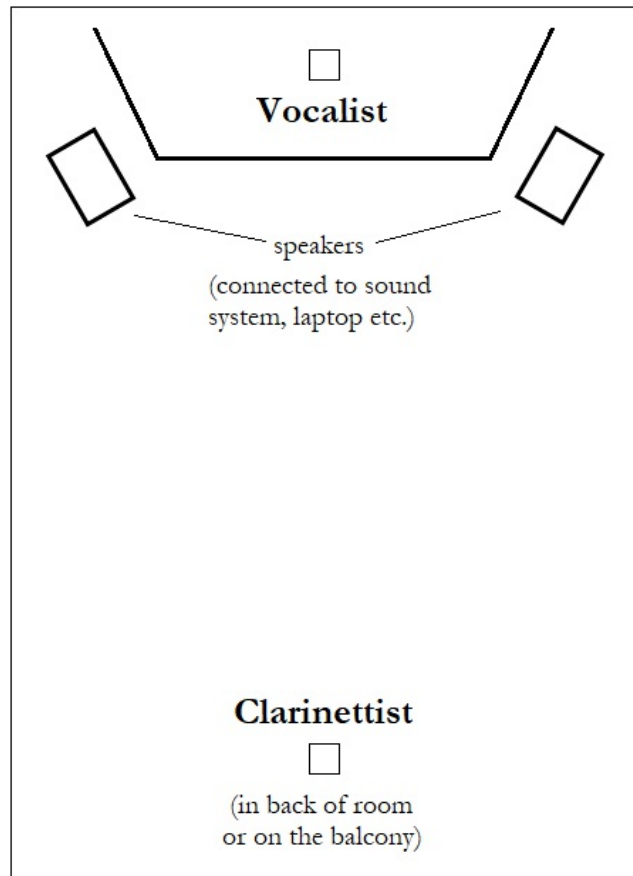 Vocalist
speakers
(connected to sound
system, laptop etc.)
Clarinettist
(in back of room
or on the balcony)